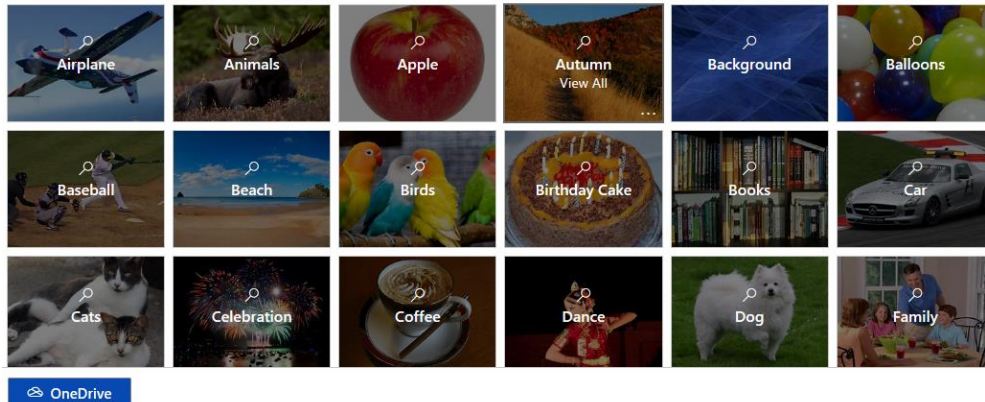 Airplane
Animals
Apple
Autumn
View All
...
Background
Balloons
Baseball
Beach
Birds
Birthday Cake
Books
Car
Cats
Celebration
Coffee
Dance
Dog
Family
OneDrive